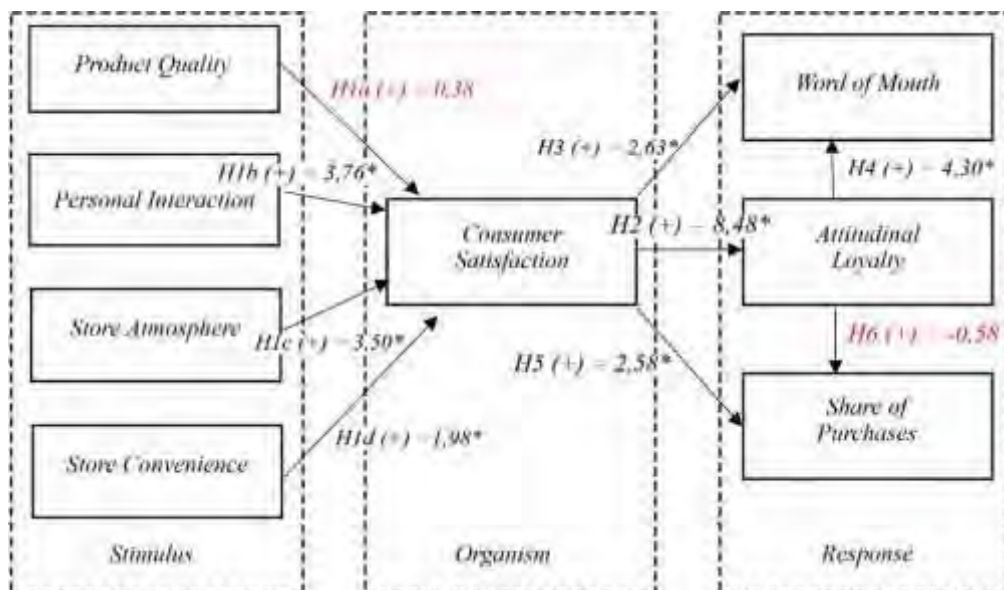 Product Quality
H1a (+) = 0,38
Word of Mouth
H3 (+) = 2,63*
H4 (+) = 4,30*
H1b (+) = 3,76*
Personal Interaction
Consumer
Satisfaction
H2 (+) = 8,48*
Attitudinal
Loyalty
Store Atmosphere
H1c (+) = 3,50*
H6 (+) = -0,58
H5 (+) = 2,58*
Share of
Purchases
H1d (+) = 1,98*
Store Convenience
Stimulus
Organism
Response